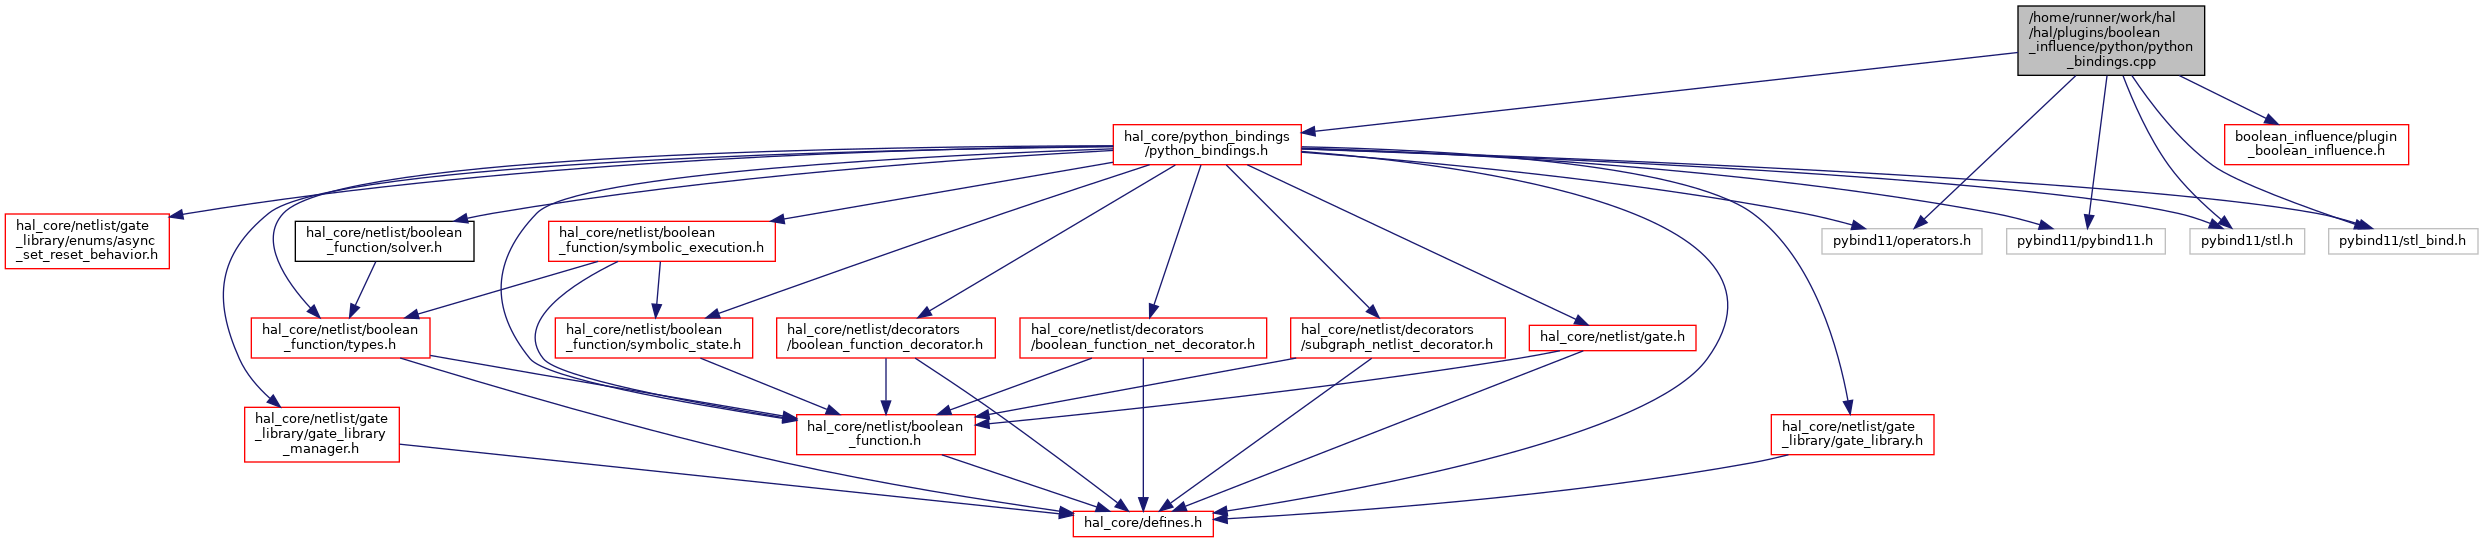 /home/runner/work/hal
/hal/plugins/boolean
_influence/python/python
_bindings.cpp
hal_core/python_bindings
/python_bindings.h
boolean_influence/plugin
_boolean_influence.h
hal_core/netlist/gate
_library/enums/async
_set_reset_behavior.h
hal_core/netlist/boolean
_function/solver.h
hal_core/netlist/boolean
_function/symbolic_execution.h
pybind11/operators.h
pybind11/pybind11.h
pybind11/stl.h
pybind11/stl_bind.h
hal_core/netlist/boolean
_function/types.h
hal_core/netlist/boolean
_function/symbolic_state.h
hal_core/netlist/decorators
/boolean_function_decorator.h
hal_core/netlist/decorators
/boolean_function_net_decorator.h
hal_core/netlist/decorators
/subgraph_netlist_decorator.h
hal_core/netlist/gate.h
hal_core/netlist/gate
_library/gate_library
_manager.h
hal_core/netlist/boolean
_function.h
hal_core/netlist/gate
_library/gate_library.h
hal_core/defines.h